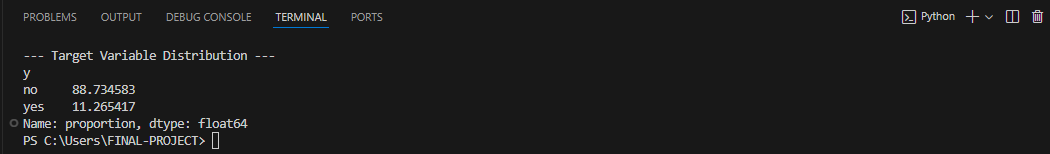 PROBLEMS OUTPUT DEBUG CONSOLE TERMINAL PORTS Python
--- Target Variable Distribution ---
y
no     88.734583
yes    11.265417
Name: proportion, dtype: float64
PS C:\Users\FINAL-PROJECT>